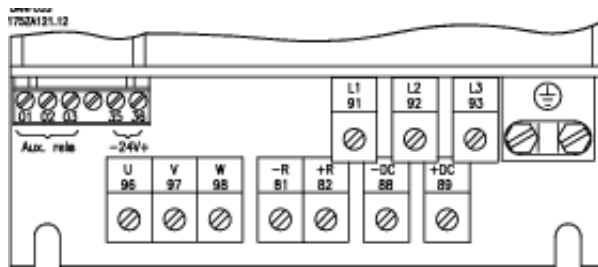 175ZA121.12
L1 L2 L3
91 92 93
01 02 03 35 36
Aux. rele -24V+
U V W -R +R -DC +DC
96 97 98 81 82 88 89